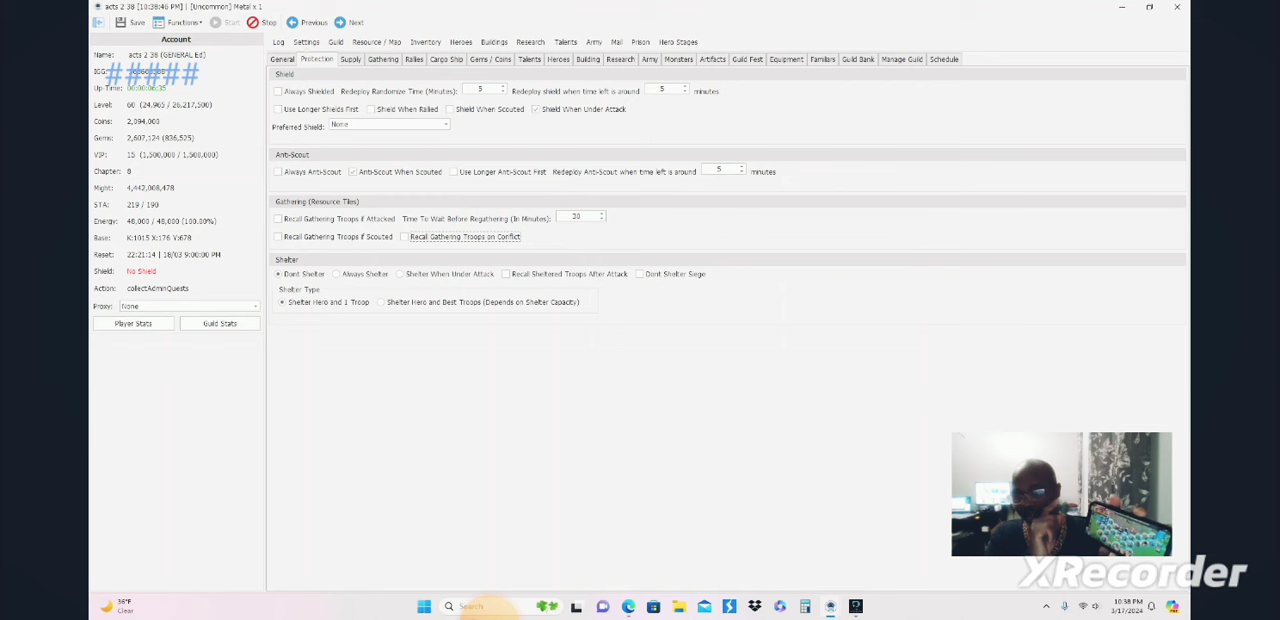 acts 2 38 [10:38:46 PM] | [Uncommon] Metal x 1
Save Functions Start Stop Previous Next
Account
Name: acts 2 38 (GENERAL Ed)
IGG:
#####
Up-Time: 00:00:06:35
Level: 60 (24,965 / 26,217,500)
Coins: 2,094,000
Gems: 2,607,124 (836,525)
VIP: 15 (1,500,000 / 1,500,000)
Chapter: 8
Might: 4,442,008,478
STA: 219 / 190
Energy: 48,000 / 48,000 (100.00%)
Base: K:1015 X:176 Y:678
Reset: 22:21:14 | 18/03 9:00:00 PM
Shield: No Shield
Action: collectAdminQuests
Proxy: None
Player Stats Guild Stats
Log Settings Guild Resource / Map Inventory Heroes Buildings Research Talents Army Mail Prison Hero Stages
General Protection Supply Gathering Rallies Cargo Ship Gems / Coins Talents Heroes Building Research Army Monsters Artifacts Guild Fest Equipment Familiars Guild Bank Manage Guild Schedule
Shield
Always Shielded Redeploy Randomize Time (Minutes): 5 Redeploy shield when time left is around 5 minutes
Use Longer Shields First Shield When Rallied Shield When Scouted Shield When Under Attack
Preferred Shield: None
Anti-Scout
Always Anti-Scout Anti-Scout When Scouted Use Longer Anti-Scout First Redeploy Anti-Scout when time left is around 5 minutes
Gathering (Resource Tiles)
Recall Gathering Troops if Attacked Time To Wait Before Regathering (In Minutes): 30
Recall Gathering Troops if Scouted Recall Gathering Troops on Conflict
Shelter
Dont Shelter Always Shelter Shelter When Under Attack Recall Sheltered Troops After Attack Dont Shelter Siege
Shelter Type
Shelter Hero and 1 Troop Shelter Hero and Best Troops (Depends on Shelter Capacity)
XRecorder
36°F
Clear
Search
10:38 PM
3/17/2024